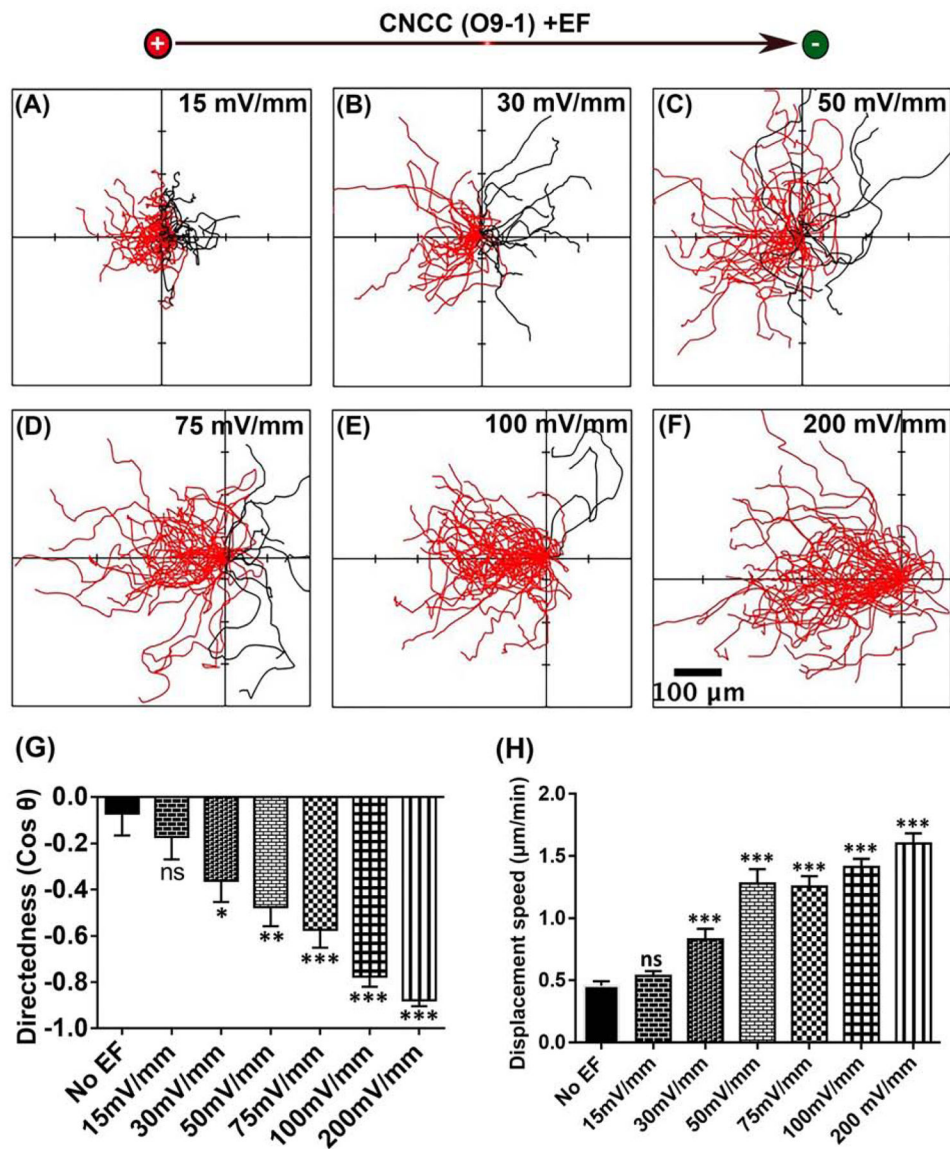 CNCC (O9-1) +EF
+
-
(A) 15 mV/mm
(B) 30 mV/mm
(C) 50 mV/mm
(D) 75 mV/mm
(E) 100 mV/mm
(F) 200 mV/mm
100 µm
(G)
Directedness (Cos θ)
0.0
-0.2
-0.4
-0.6
-0.8
-1.0
ns
*
**
***
***
***
No EF
15mV/mm
30mV/mm
50mV/mm
75mV/mm
100mV/mm
200mV/mm
(H)
Displacement speed (µm/min)
2.0
1.5
1.0
0.5
0.0
ns
***
***
***
***
***
No EF
15mV/mm
30mV/mm
50mV/mm
75mV/mm
100mV/mm
200 mV/mm